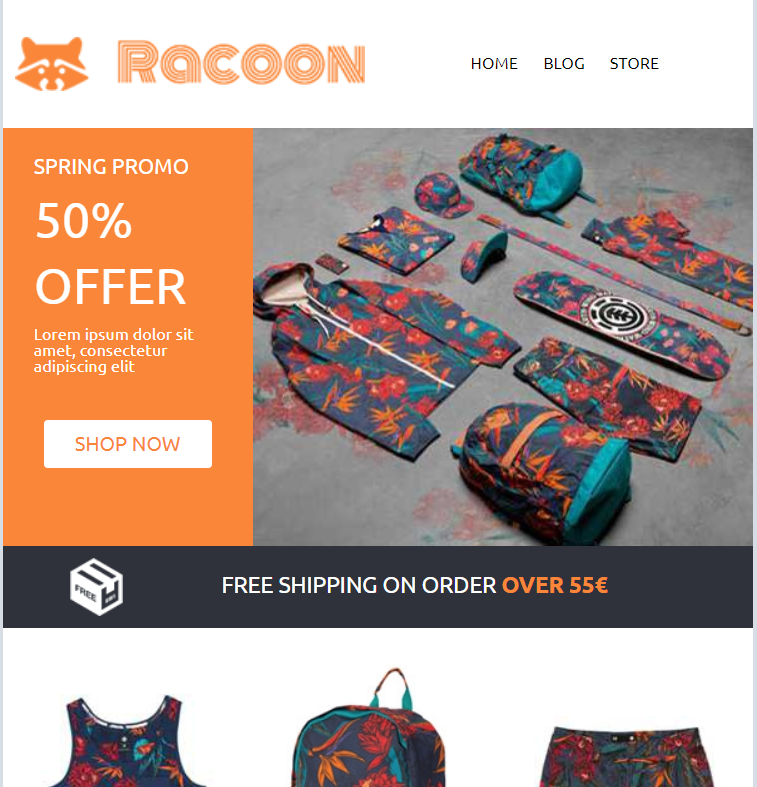 Racoon
HOME BLOG STORE
SPRING PROMO
50%
OFFER
Lorem ipsum dolor sit
amet, consectetur
adipiscing elit
SHOP NOW
FREE
FREE SHIPPING ON ORDER OVER 55€